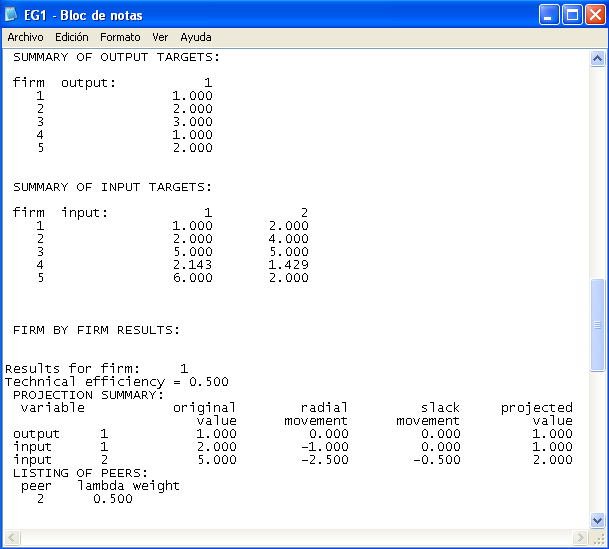 EG1 - Bloc de notas
Archivo Edición Formato Ver Ayuda
SUMMARY OF OUTPUT TARGETS:
firm output: 1
1 1.000
2 2.000
3 3.000
4 1.000
5 2.000
SUMMARY OF INPUT TARGETS:
firm input: 1 2
1 1.000 2.000
2 2.000 4.000
3 5.000 5.000
4 2.143 1.429
5 6.000 2.000
FIRM BY FIRM RESULTS:
Results for firm: 1
Technical efficiency = 0.500
PROJECTION SUMMARY:
variable original radial slack projected
value movement movement value
output 1 1.000 0.000 0.000 1.000
input 1 2.000 -1.000 0.000 1.000
input 2 5.000 -2.500 -0.500 2.000
LISTING OF PEERS:
peer lambda weight
2 0.500